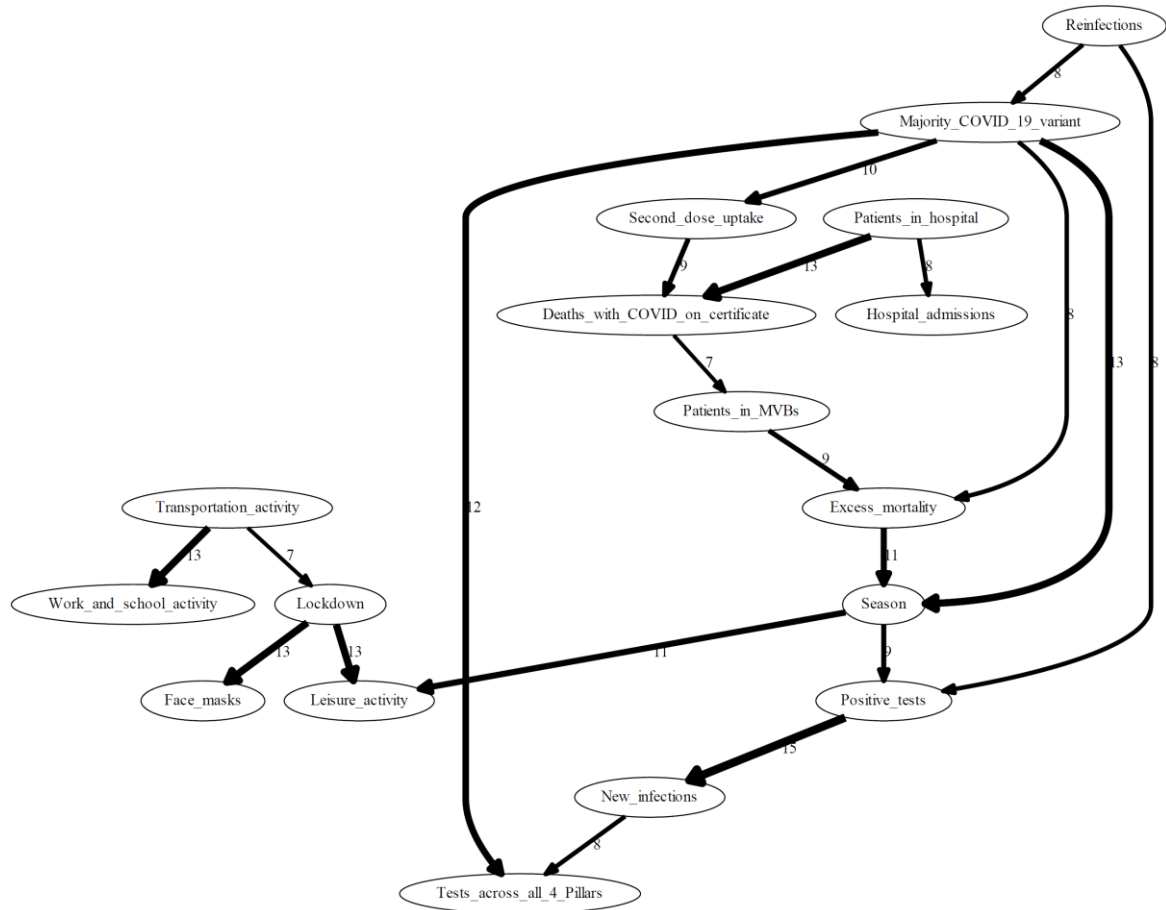 Reinfections
8
Majority_COVID_19_variant
10
Second_dose_uptake
Patients_in_hospital
9
13
8
Deaths_with_COVID_on_certificate
Hospital_admissions
8
13
8
7
Patients_in_MVBs
9
Transportation_activity
12
Excess_mortality
13
7
11
Work_and_school_activity
Lockdown
Season
13
13
11
9
Face_masks
Leisure_activity
Positive_tests
15
New_infections
8
Tests_across_all_4_Pillars